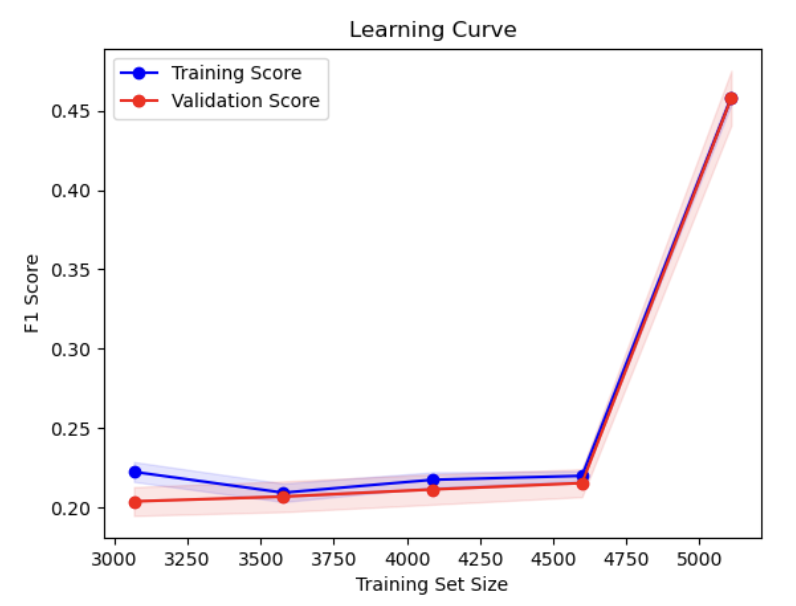 Learning Curve
Training Score
Validation Score
0.45
0.40
0.35
0.30
0.25
0.20
F1 Score
3000 3250 3500 3750 4000 4250 4500 4750 5000
Training Set Size